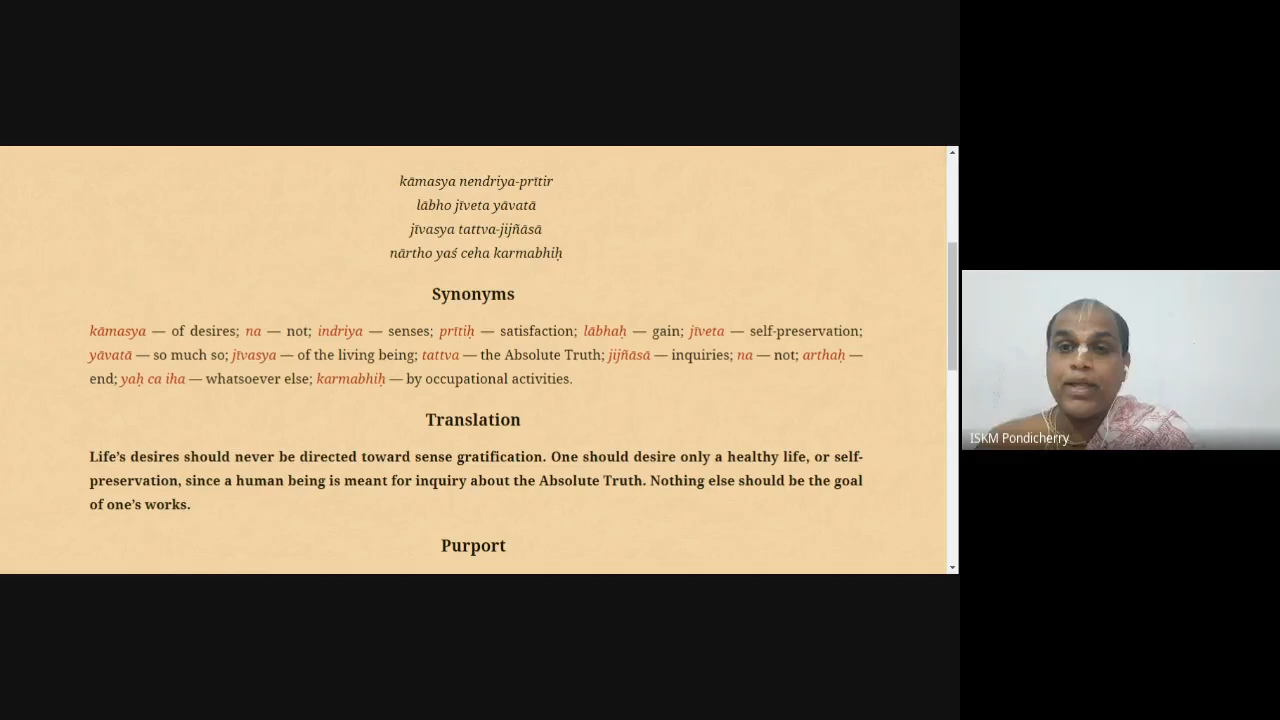 kāmasya nendriya-prītir
lābho jīveta yāvatā
jīvasya tattva-jijñāsā
nārtho yaś ceha karmabhiḥ
Synonyms
kāmasya — of desires; na — not; indriya — senses; prītiḥ — satisfaction; lābhaḥ — gain; jīveta — self-preservation;
yāvatā — so much so; jīvasya — of the living being; tattva — the Absolute Truth; jijñāsā — inquiries; na — not; arthaḥ —
end; yaḥ ca iha — whatsoever else; karmabhiḥ — by occupational activities.
Translation
Life’s desires should never be directed toward sense gratification. One should desire only a healthy life, or self-
preservation, since a human being is meant for inquiry about the Absolute Truth. Nothing else should be the goal
of one’s works.
Purport
ISKM Pondicherry